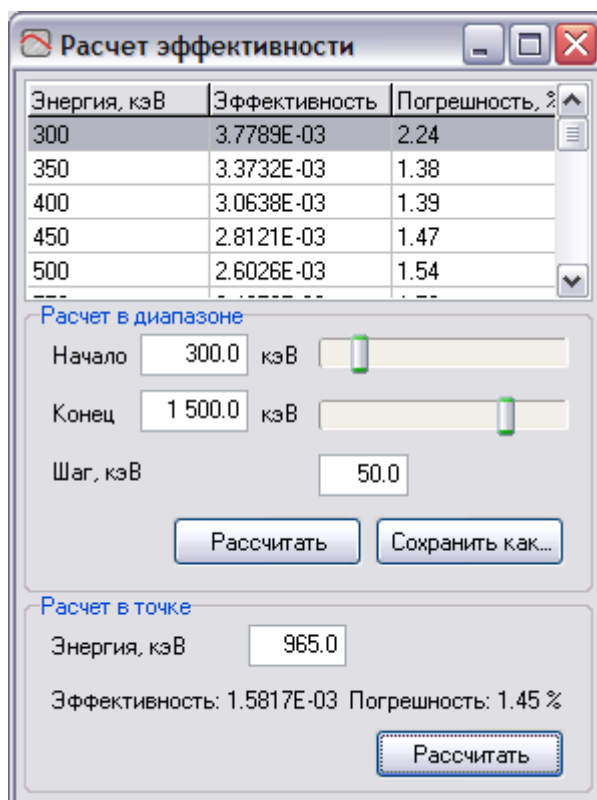 Расчет эффективности
Энергия, кэВ Эффективность Погрешность, %
300 3.7789E-03 2.24
350 3.3732E-03 1.38
400 3.0638E-03 1.39
450 2.8121E-03 1.47
500 2.6026E-03 1.54
Расчет в диапазоне
Начало 300.0 кэВ
Конец 1 500.0 кэВ
Шаг, кэВ 50.0
Рассчитать Сохранить как...
Расчет в точке
Энергия, кэВ 965.0
Эффективность: 1.5817E-03 Погрешность: 1.45 %
Рассчитать